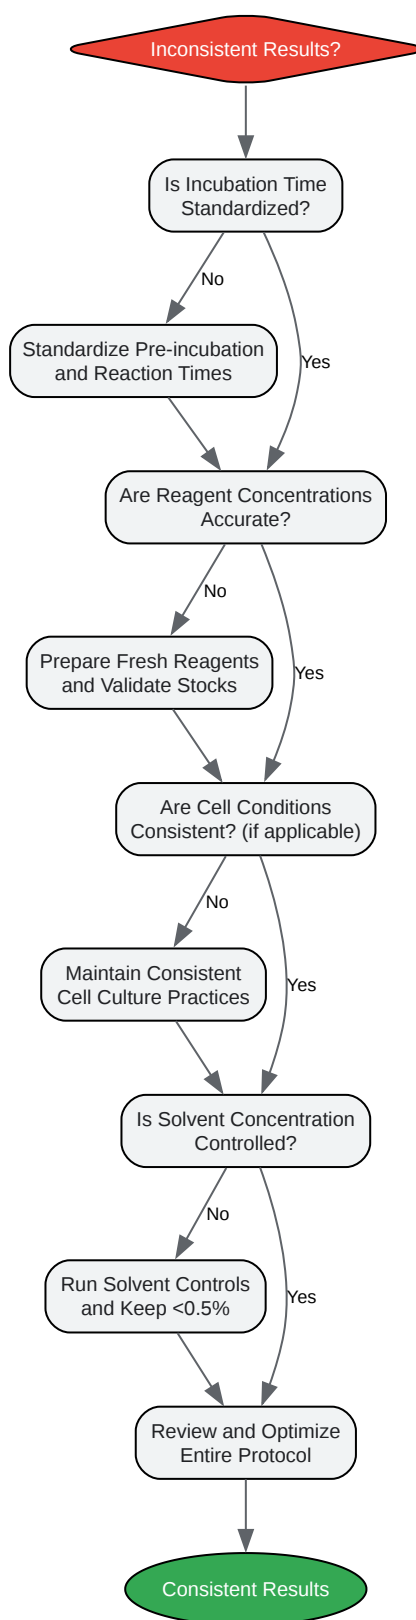 Inconsistent Results?
Is Incubation Time
Standardized?
No
Standardize Pre-incubation
and Reaction Times
Yes
Are Reagent Concentrations
Accurate?
No
Prepare Fresh Reagents
and Validate Stocks
Yes
Are Cell Conditions
Consistent? (if applicable)
No
Maintain Consistent
Cell Culture Practices
Yes
Is Solvent Concentration
Controlled?
No
Run Solvent Controls
and Keep <0.5%
Yes
Review and Optimize
Entire Protocol
Consistent Results